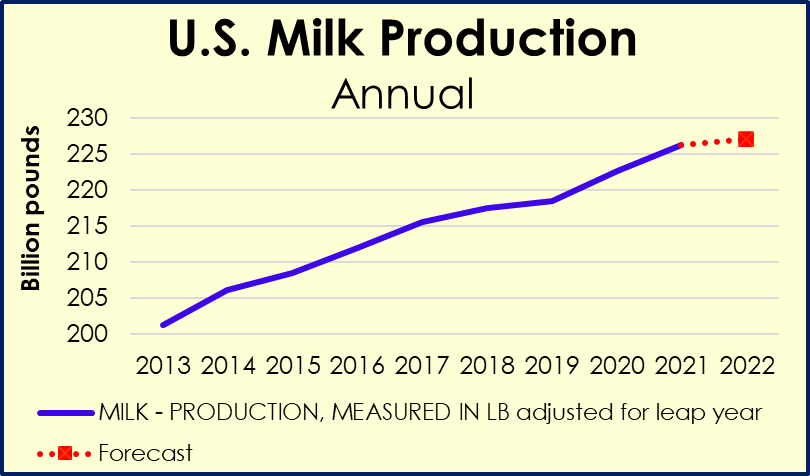 U.S. Milk Production
Annual
Billion pounds
230
225
220
215
210
205
200
2013 2014 2015 2016 2017 2018 2019 2020 2021 2022
MILK - PRODUCTION, MEASURED IN LB adjusted for leap year
Forecast